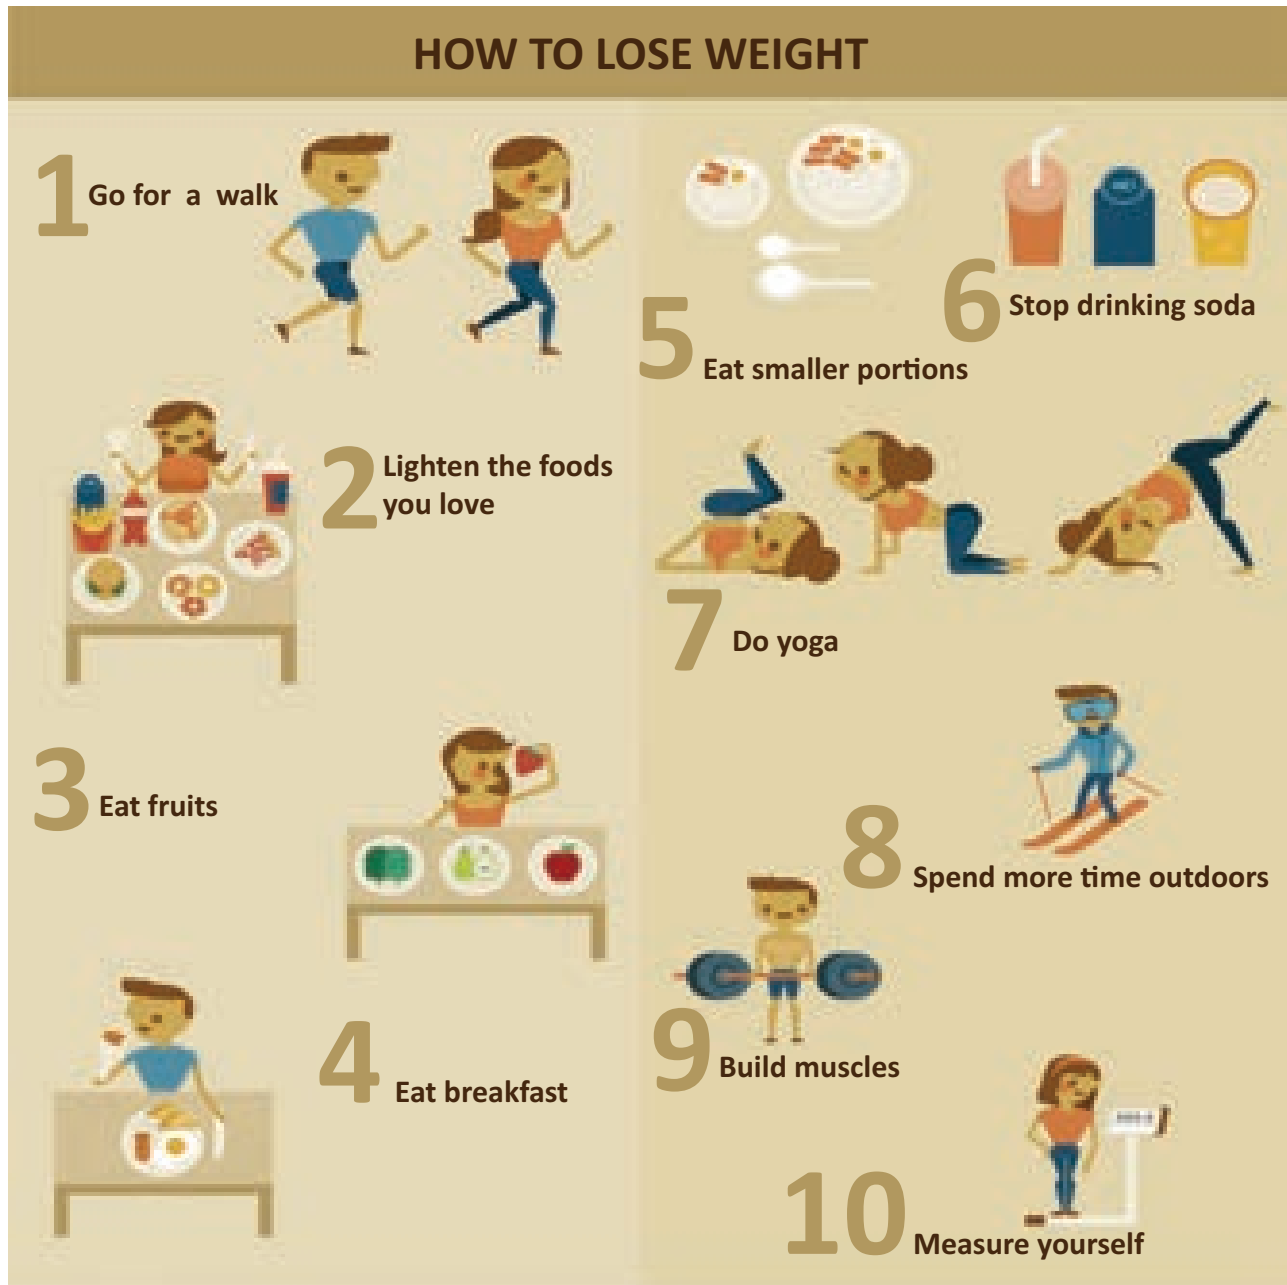 HOW TO LOSE WEIGHT
1 Go for a walk
2 Lighten the foods
you love
3 Eat fruits
4 Eat breakfast
5 Eat smaller portions
6 Stop drinking soda
7 Do yoga
8 Spend more time outdoors
9 Build muscles
10 Measure yourself